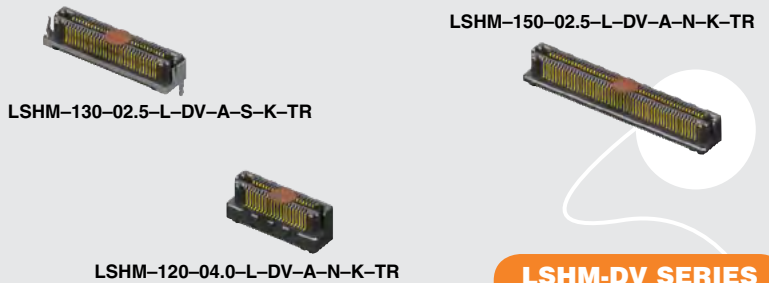 LSHM–150–02.5–L–DV–A–N–K–TR
LSHM–130–02.5–L–DV–A–S–K–TR
LSHM–120–04.0–L–DV–A–N–K–TR
LSHM-DV SERIES